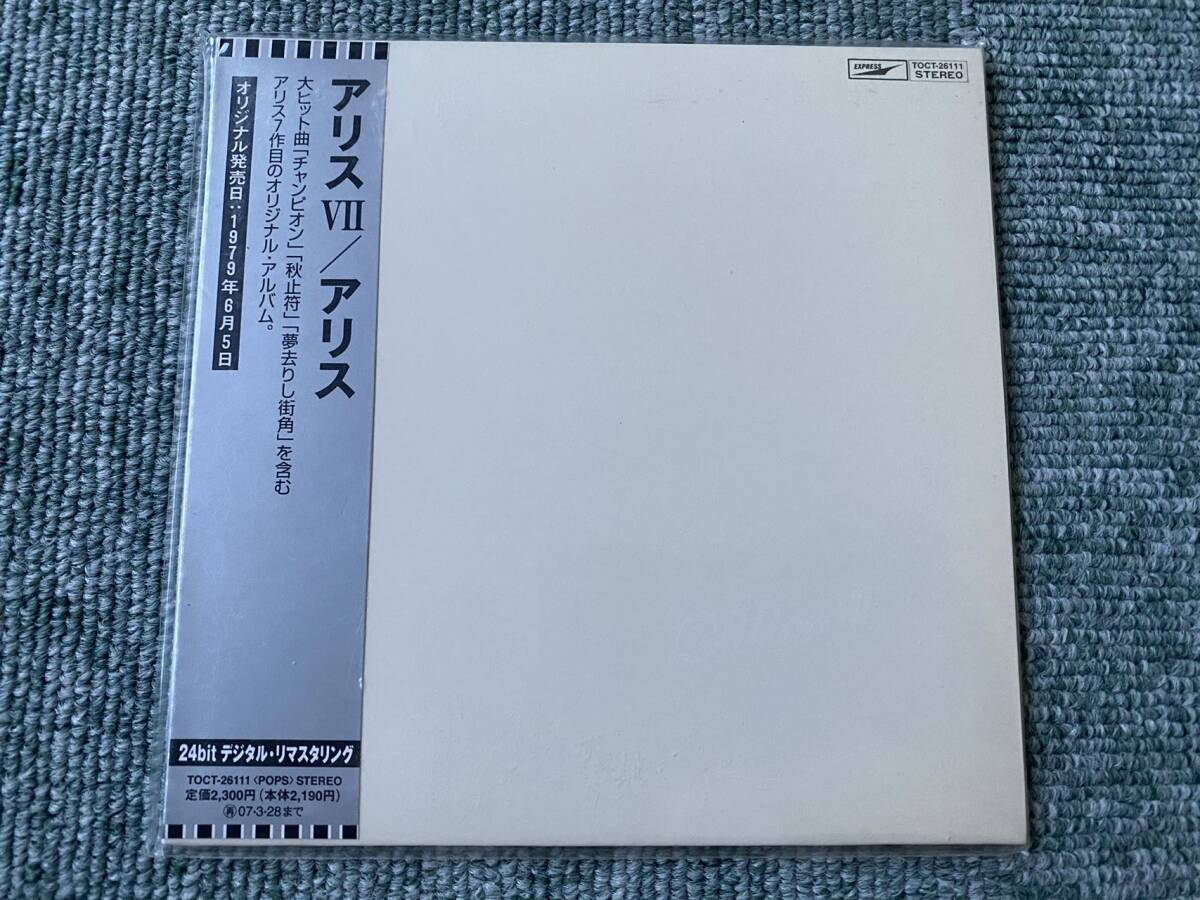 アリスⅦ／アリス
大ヒット曲「チャンピオン」「秋止符」「夢去りし街角」を含む
アリス7作目のオリジナル・アルバム。
オリジナル発売日：1979年6月5日
24bit デジタル・リマスタリング
TOCT-26111〈POPS〉STEREO
定価2,300円（本体2,190円）
㊥07・3・28まで
EXPRESS
TOCT-26111
STEREO